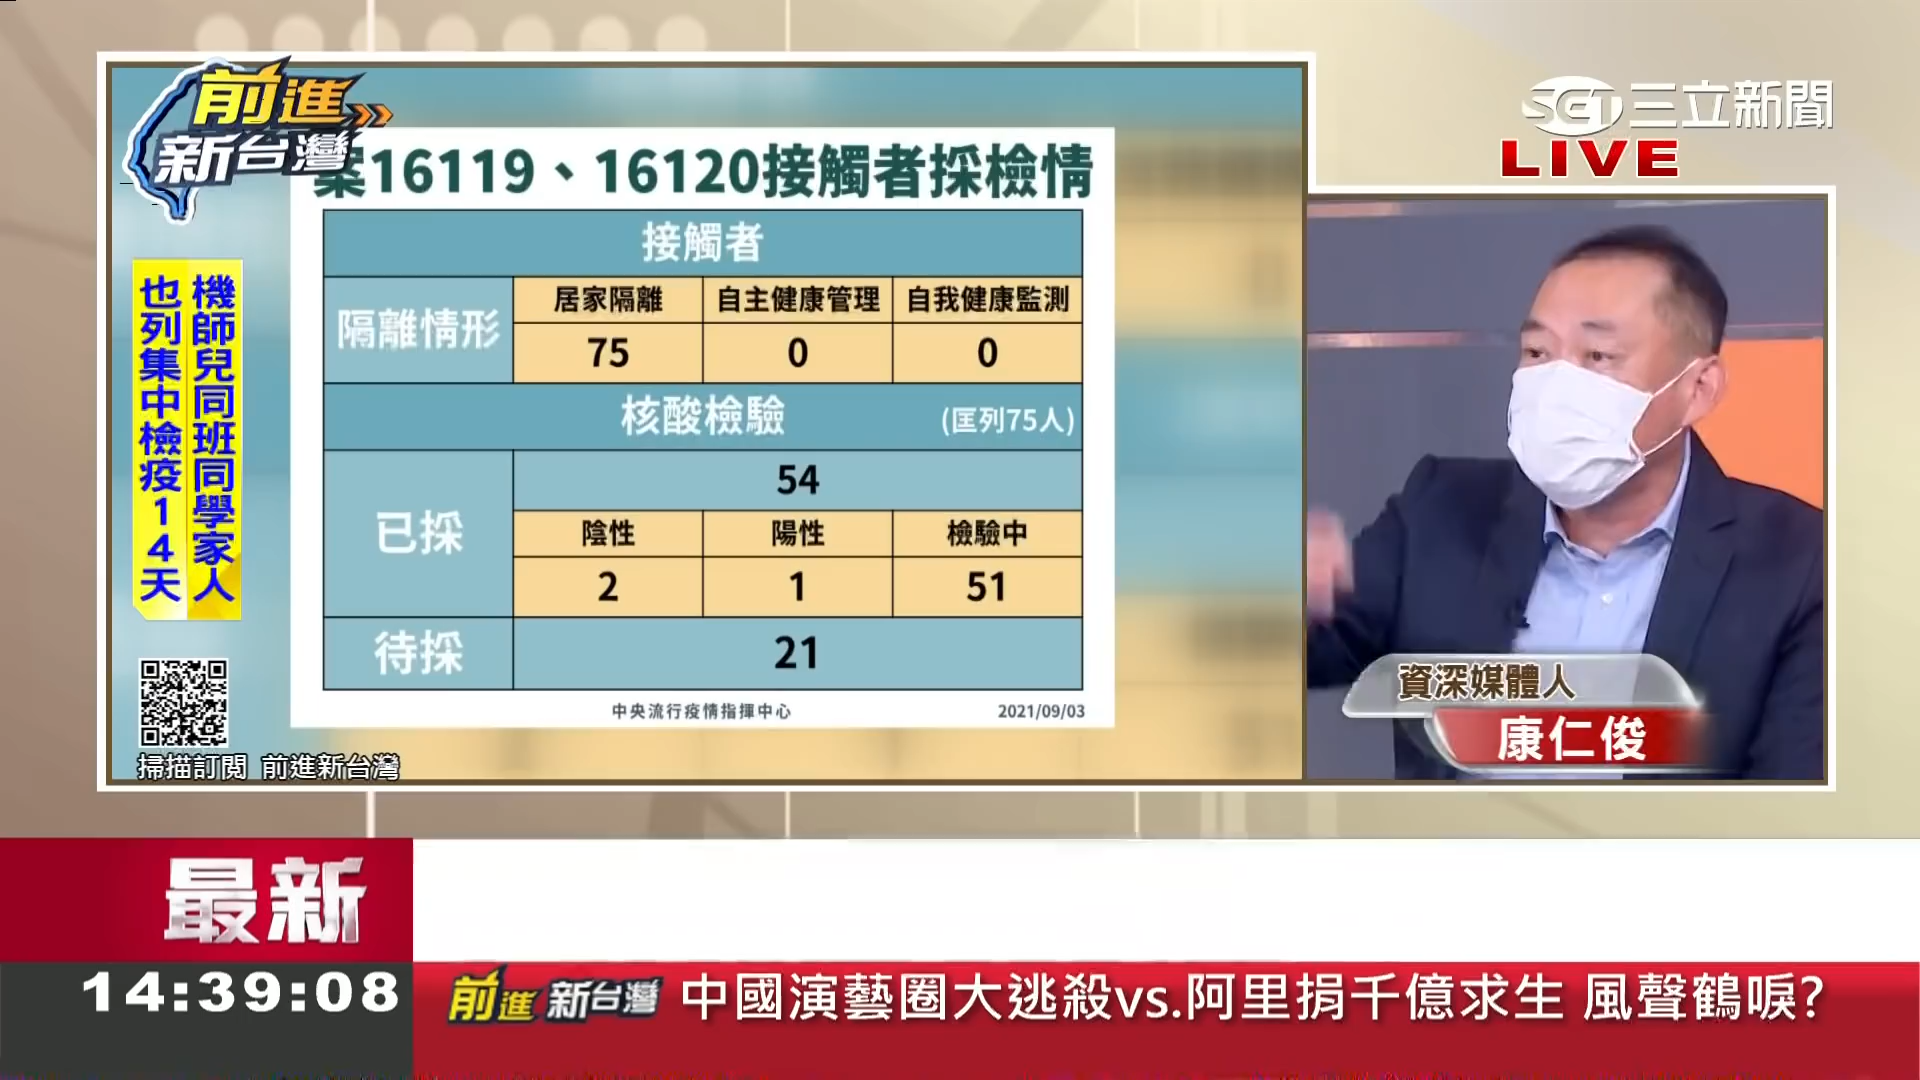 前進
新台灣
SET三立新聞
LIVE
案16119、16120接觸者採檢情
接觸者
隔離情形
居家隔離
自主健康管理
自我健康監測
75
0
0
核酸檢驗
(匡列75人)
已採
54
陰性
陽性
檢驗中
2
1
51
待採
21
中央流行疫情指揮中心
2021/09/03
機師兒同班同學家人
也列集中檢疫14天
掃描訂閱 前進新台灣
資深媒體人
康仁俊
最新
14:39:08
前進新台灣
中國演藝圈大逃殺vs.阿里捐千億求生 風聲鶴唳?